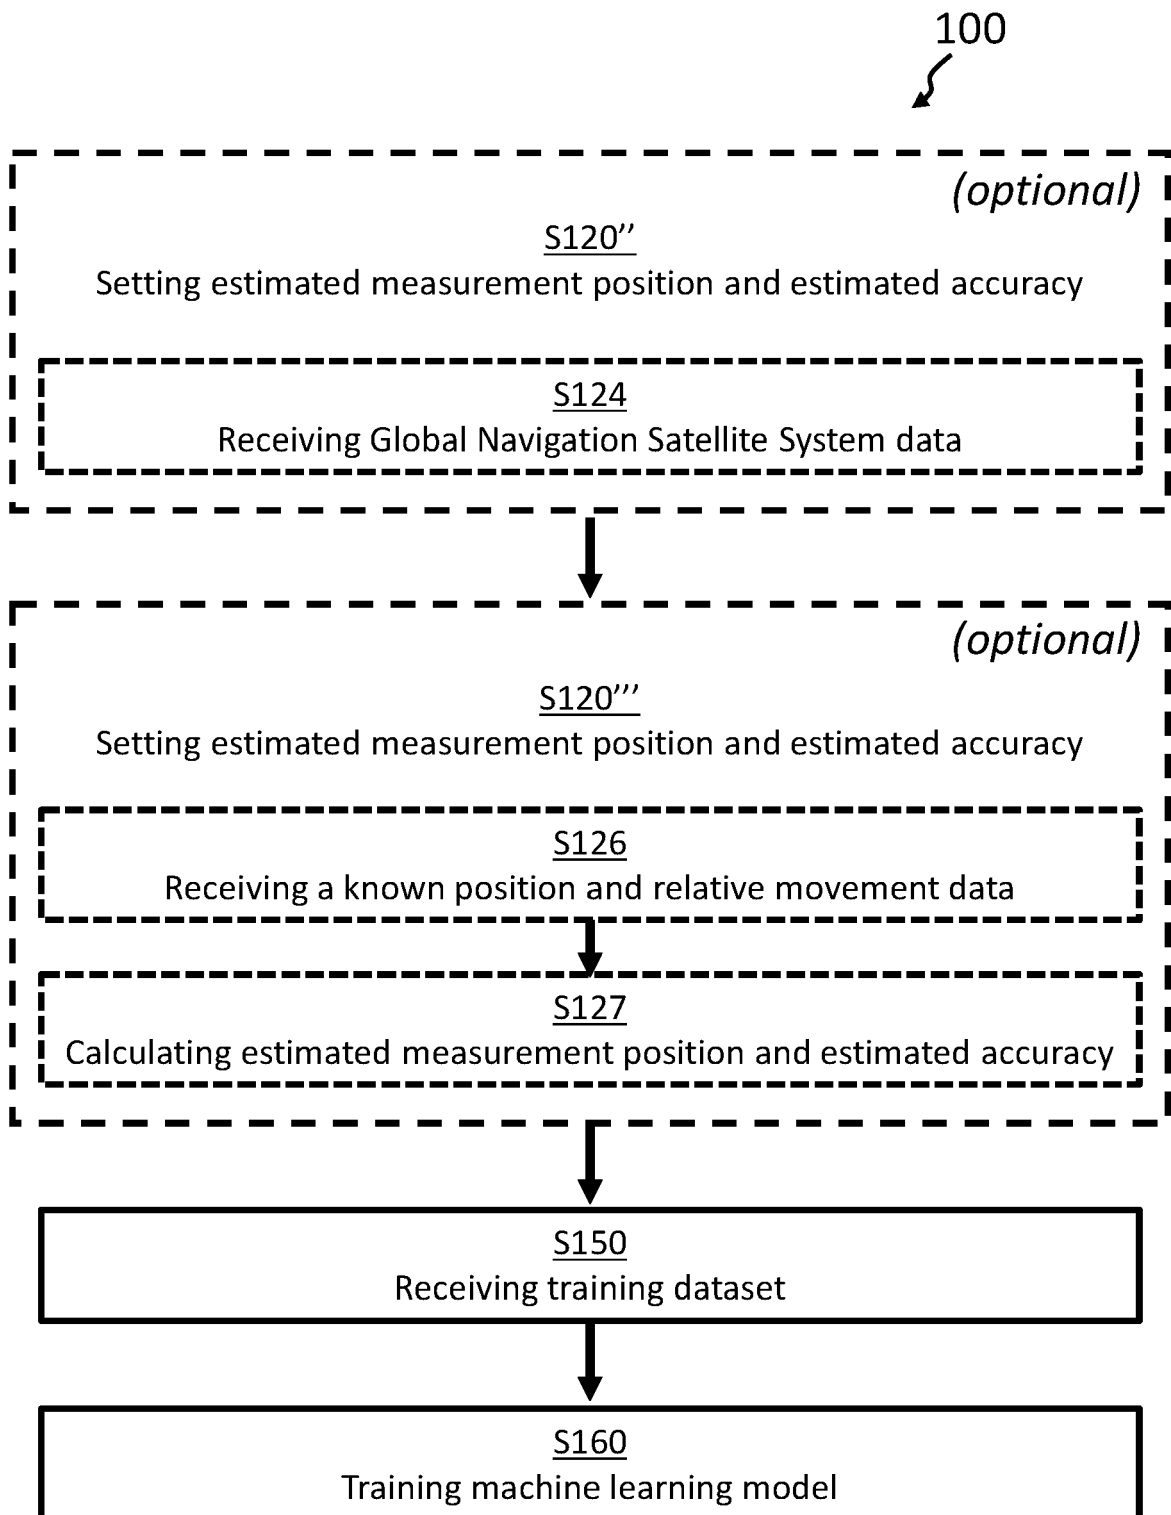 100
(optional)
S120’’
Setting estimated measurement position and estimated accuracy
S124
Receiving Global Navigation Satellite System data
(optional)
S120’’’
Setting estimated measurement position and estimated accuracy
S126
Receiving a known position and relative movement data
S127
Calculating estimated measurement position and estimated accuracy
S150
Receiving training dataset
S160
Training machine learning model